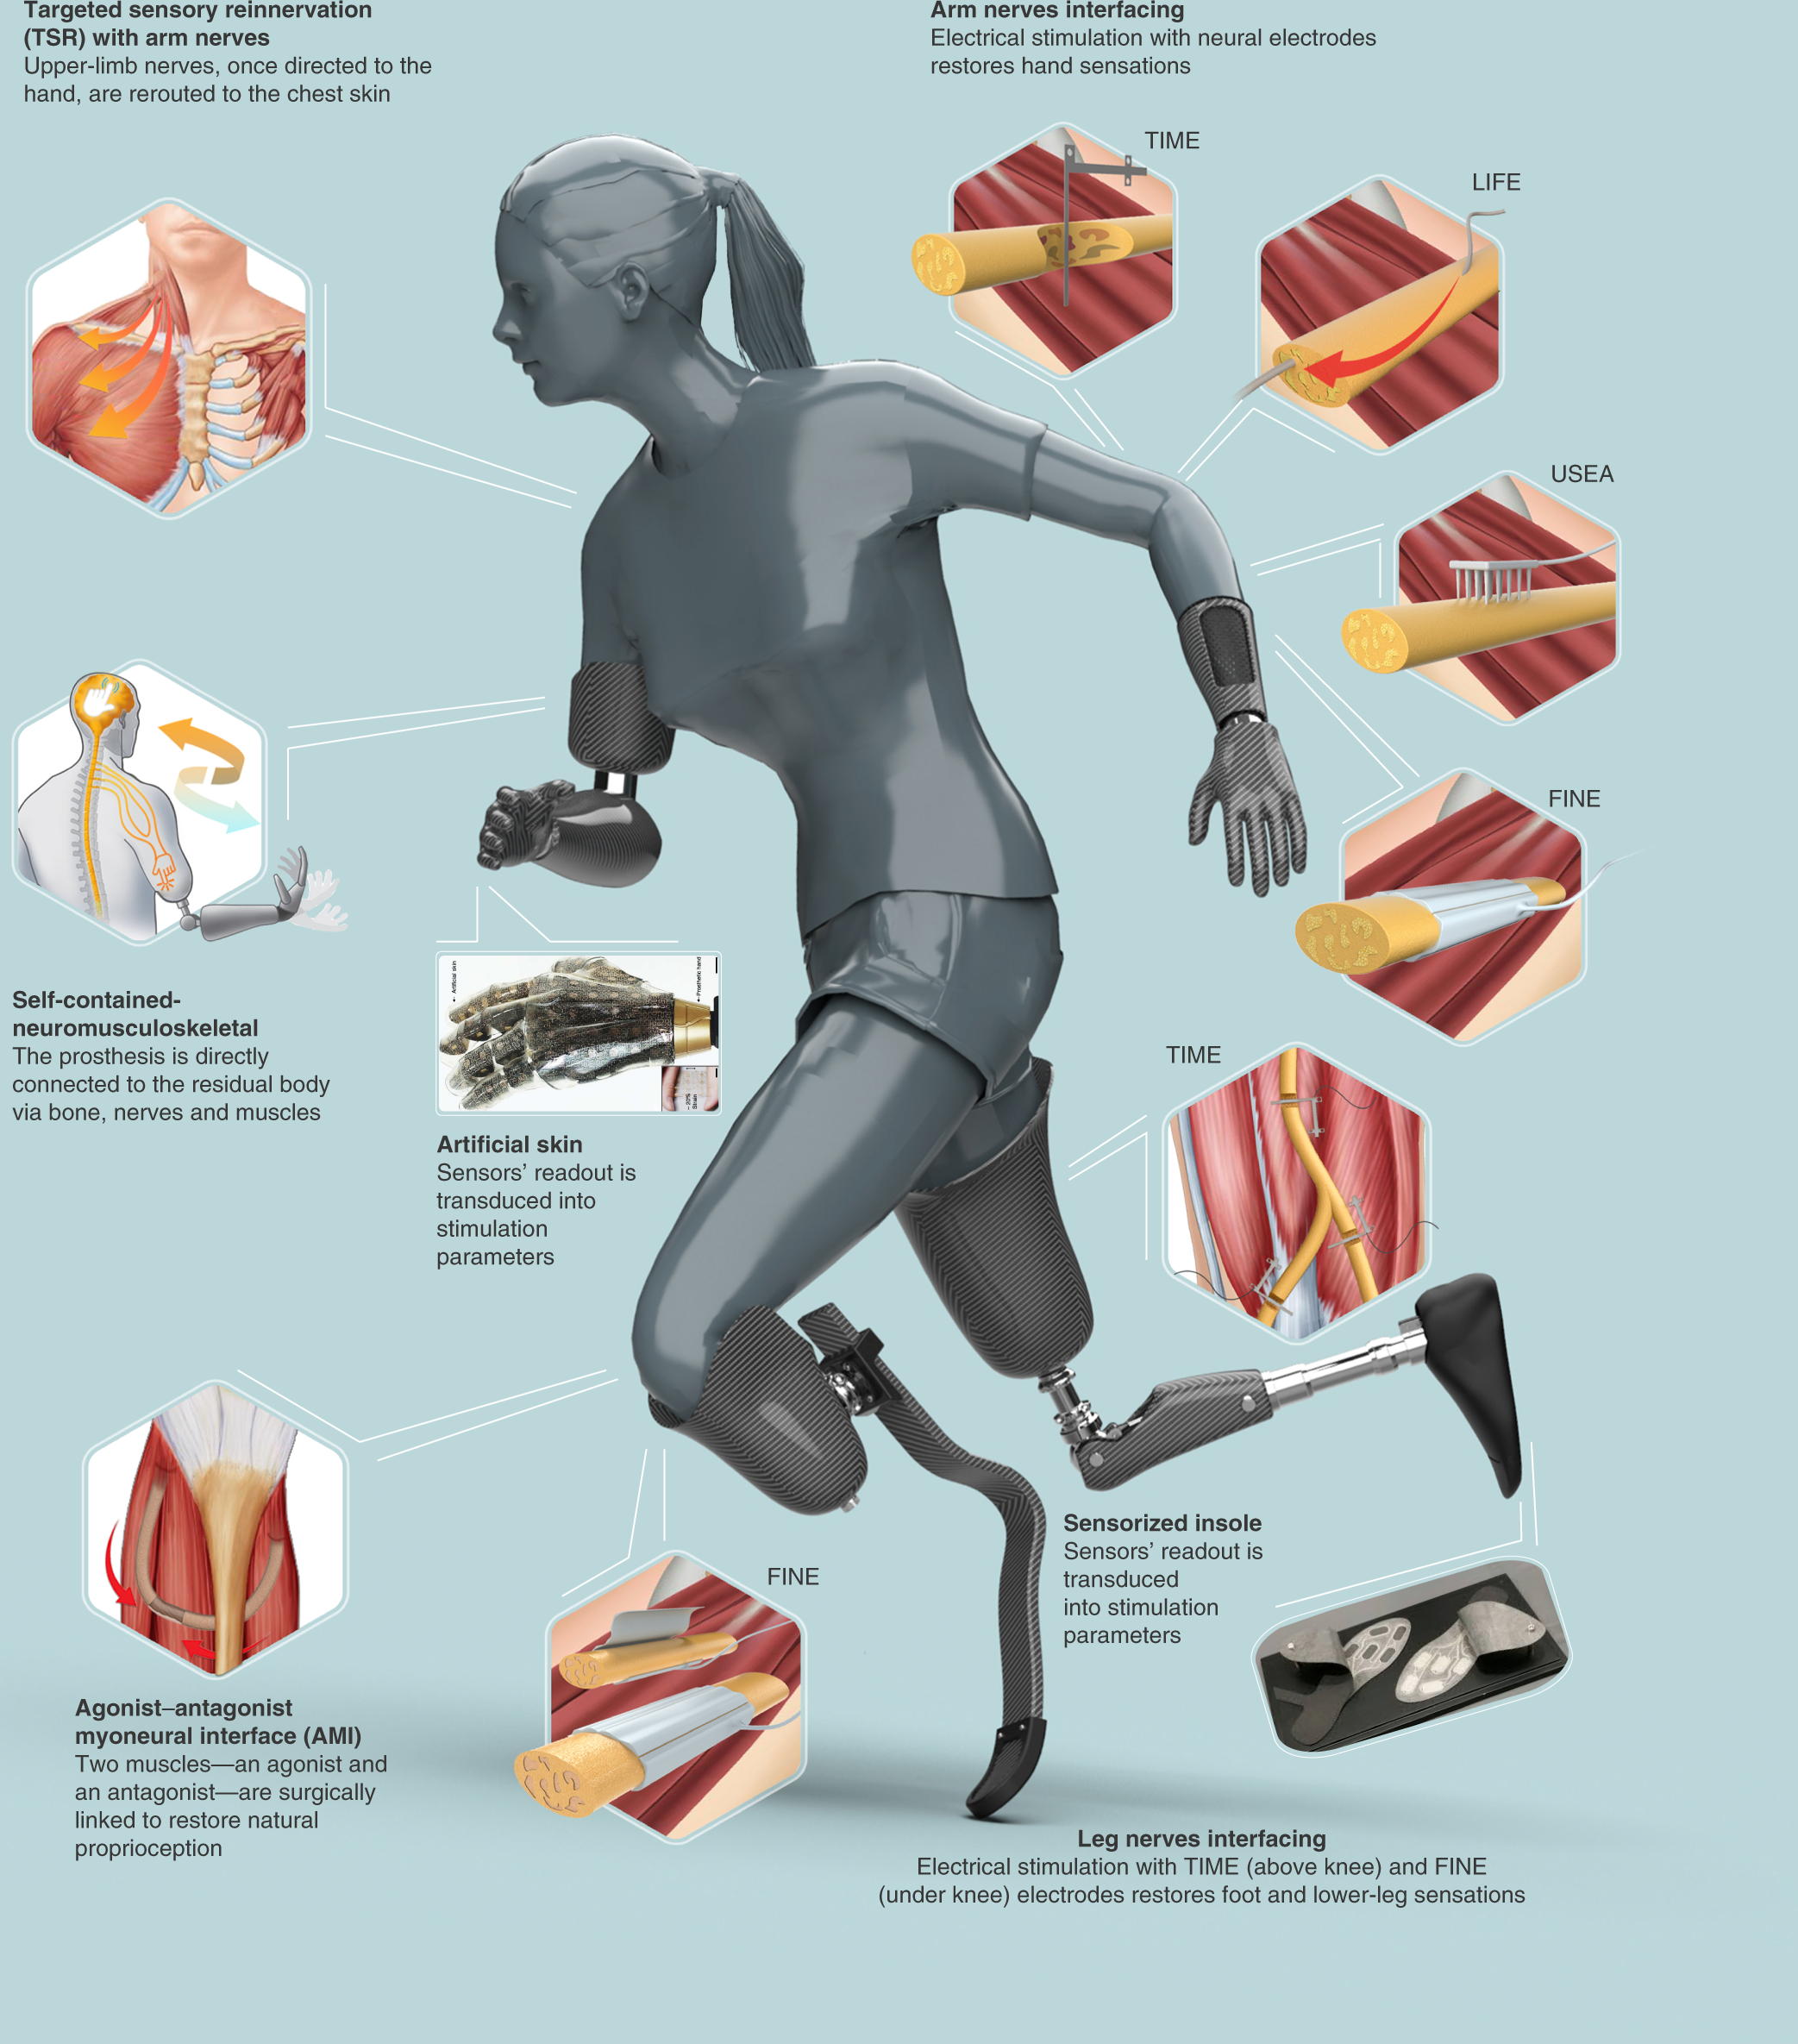 Targeted sensory reinnervation
(TSR) with arm nerves
Upper-limb nerves, once directed to the
hand, are rerouted to the chest skin
Arm nerves interfacing
Electrical stimulation with neural electrodes
restores hand sensations
TIME
LIFE
USEA
FINE
Self-contained-
neuromusculoskeletal
The prosthesis is directly
connected to the residual body
via bone, nerves and muscles
Artificial skin
Prosthetic hand
~ 20%
Strain
Artificial skin
Sensors’ readout is
transduced into
stimulation
parameters
TIME
Agonist–antagonist
myoneural interface (AMI)
Two muscles—an agonist and
an antagonist—are surgically
linked to restore natural
proprioception
FINE
Sensorized insole
Sensors’ readout is
transduced
into stimulation
parameters
Leg nerves interfacing
Electrical stimulation with TIME (above knee) and FINE
(under knee) electrodes restores foot and lower-leg sensations